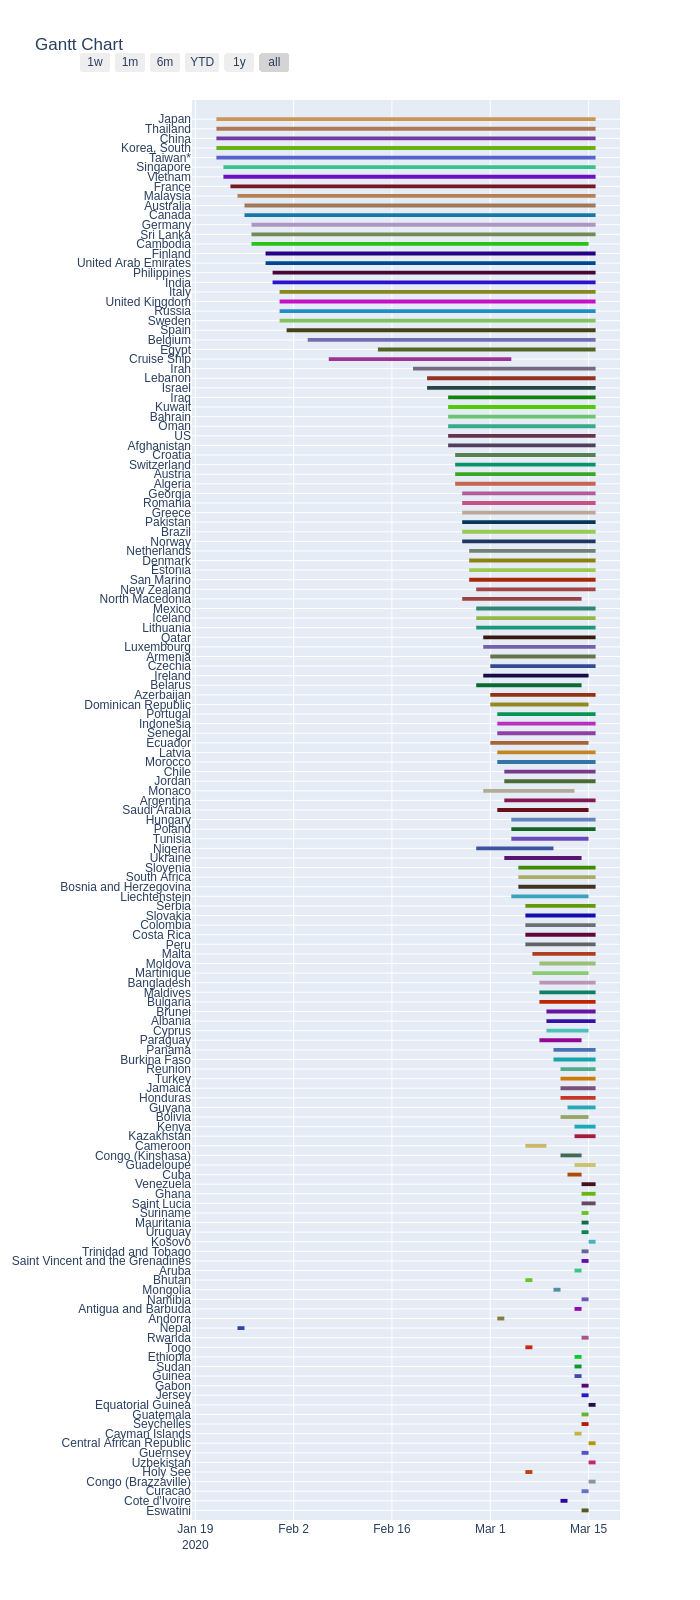 Gantt Chart
1w 1m 6m YTD 1y all
Japan
Thailand
China
Korea, South
Taiwan*
Singapore
Vietnam
France
Malaysia
Australia
Canada
Germany
Sri Lanka
Cambodia
Finland
United Arab Emirates
Philippines
India
Italy
United Kingdom
Russia
Sweden
Spain
Belgium
Egypt
Cruise Ship
Iran
Lebanon
Israel
Iraq
Kuwait
Bahrain
Oman
US
Afghanistan
Croatia
Switzerland
Austria
Algeria
Georgia
Romania
Greece
Pakistan
Brazil
Norway
Netherlands
Denmark
Estonia
San Marino
New Zealand
North Macedonia
Mexico
Iceland
Lithuania
Qatar
Luxembourg
Armenia
Czechia
Ireland
Belarus
Azerbaijan
Dominican Republic
Portugal
Indonesia
Senegal
Ecuador
Latvia
Morocco
Chile
Jordan
Monaco
Argentina
Saudi Arabia
Hungary
Poland
Tunisia
Nigeria
Ukraine
Slovenia
South Africa
Bosnia and Herzegovina
Liechtenstein
Serbia
Slovakia
Colombia
Costa Rica
Peru
Malta
Moldova
Martinique
Bangladesh
Maldives
Bulgaria
Brunei
Albania
Cyprus
Paraguay
Panama
Burkina Faso
Reunion
Turkey
Jamaica
Honduras
Guyana
Bolivia
Kenya
Kazakhstan
Cameroon
Congo (Kinshasa)
Guadeloupe
Cuba
Venezuela
Ghana
Saint Lucia
Suriname
Mauritania
Uruguay
Kosovo
Trinidad and Tobago
Saint Vincent and the Grenadines
Aruba
Bhutan
Mongolia
Namibia
Antigua and Barbuda
Andorra
Nepal
Rwanda
Togo
Ethiopia
Sudan
Guinea
Gabon
Jersey
Equatorial Guinea
Guatemala
Seychelles
Cayman Islands
Central African Republic
Guernsey
Uzbekistan
Holy See
Congo (Brazzaville)
Curacao
Cote d'Ivoire
Eswatini
Jan 19 Feb 2 Feb 16 Mar 1 Mar 15
2020